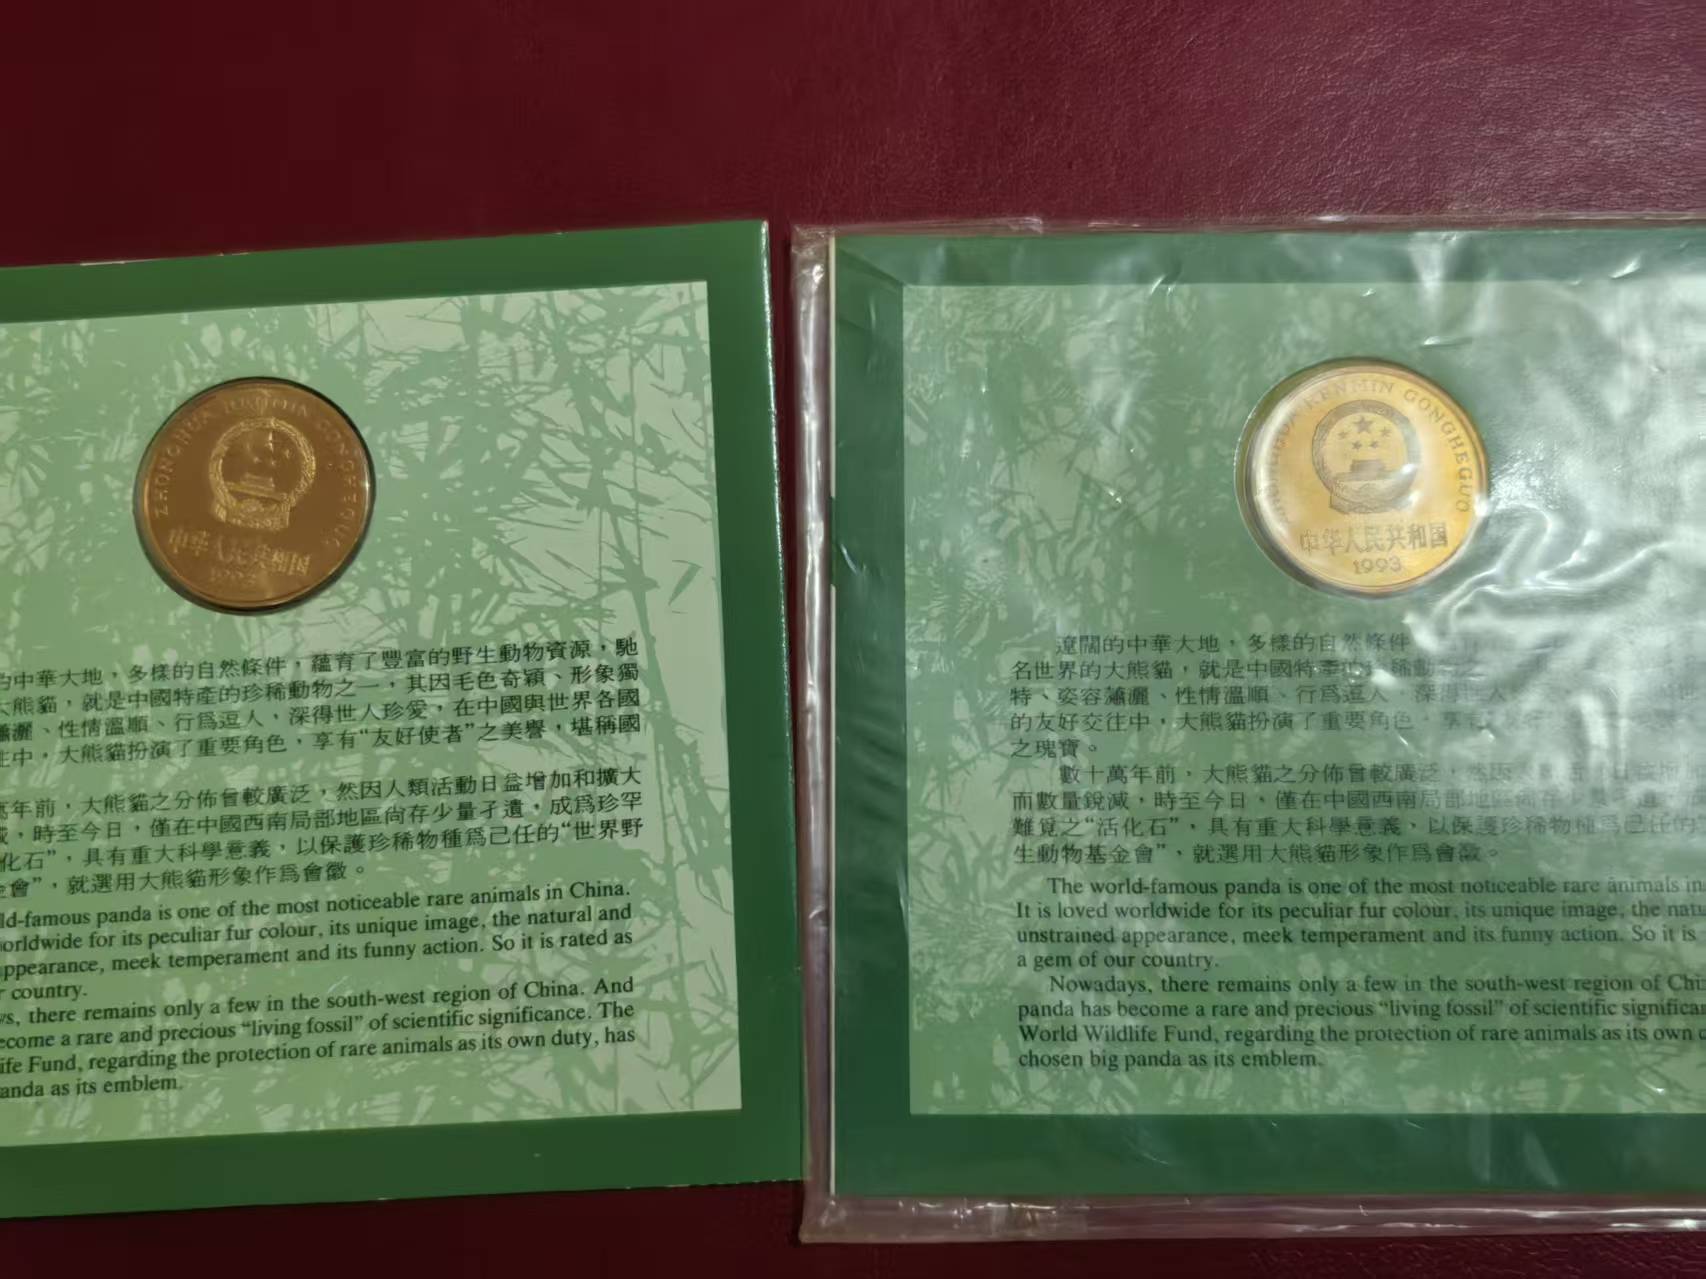 ZHONGHUA RENMIN GONGHEGUO
中华人民共和国
1993
的中華大地，多樣的自然條件，蘊育了豐富的野生動物資源，馳
大熊貓，就是中國特產的珍稀動物之一，其因毛色奇穎、形象獨
瀟灑、性情溫順、行爲逗人，深得世人珍愛，在中國與世界各國
往中，大熊貓扮演了重要角色，享有“友好使者”之美譽，堪稱國
萬年前，大熊貓之分佈曾較廣泛，然因人類活動日益增加和擴大
減，時至今日，僅在中國西南局部地區尚存少量孑遺，成爲珍罕
化石”，具有重大科學意義，以保護珍稀物種爲己任的“世界野
金會”，就選用大熊貓形象作爲會徽。
ld-famous panda is one of the most noticeable rare animals in China.
orldwide for its peculiar fur colour, its unique image, the natural and
ppearance, meek temperament and its funny action. So it is rated as
r country.
ys, there remains only a few in the south-west region of China. And
ecome a rare and precious “living fossil” of scientific significance. The
ife Fund, regarding the protection of rare animals as its own duty, has
anda as its emblem.
RENMIN GONGHEGUO
中华人民共和国
1993
遼闊的中華大地，多樣的自然條件
名世界的大熊貓，就是中國特產的珍稀動
特、姿容瀟灑、性情溫順、行爲逗人，深得世人
的友好交往中，大熊貓扮演了重要角色，享有
之瑰寶。
數十萬年前，大熊貓之分佈曾較廣泛，然因
而數量銳減，時至今日，僅在中國西南局部地區尚存少
難覓之“活化石”，具有重大科學意義，以保護珍稀物種爲己任的
生動物基金會”，就選用大熊貓形象作爲會徽。
The world-famous panda is one of the most noticeable rare animals in
It is loved worldwide for its peculiar fur colour, its unique image, the natu
unstrained appearance, meek temperament and its funny action. So it is
a gem of our country.
Nowadays, there remains only a few in the south-west region of Chi
panda has become a rare and precious “living fossil” of scientific significan
World Wildlife Fund, regarding the protection of rare animals as its own d
chosen big panda as its emblem.